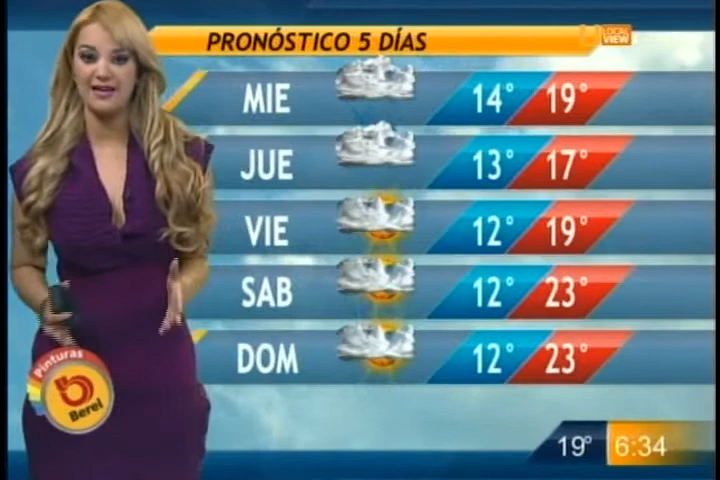 PRONÓSTICO 5 DÍAS
LOCAL
VIEW
MIE 14° 19°
JUE 13° 17°
VIE 12° 19°
SAB 12° 23°
DOM 12° 23°
Pinturas
Berel
19° 6:34